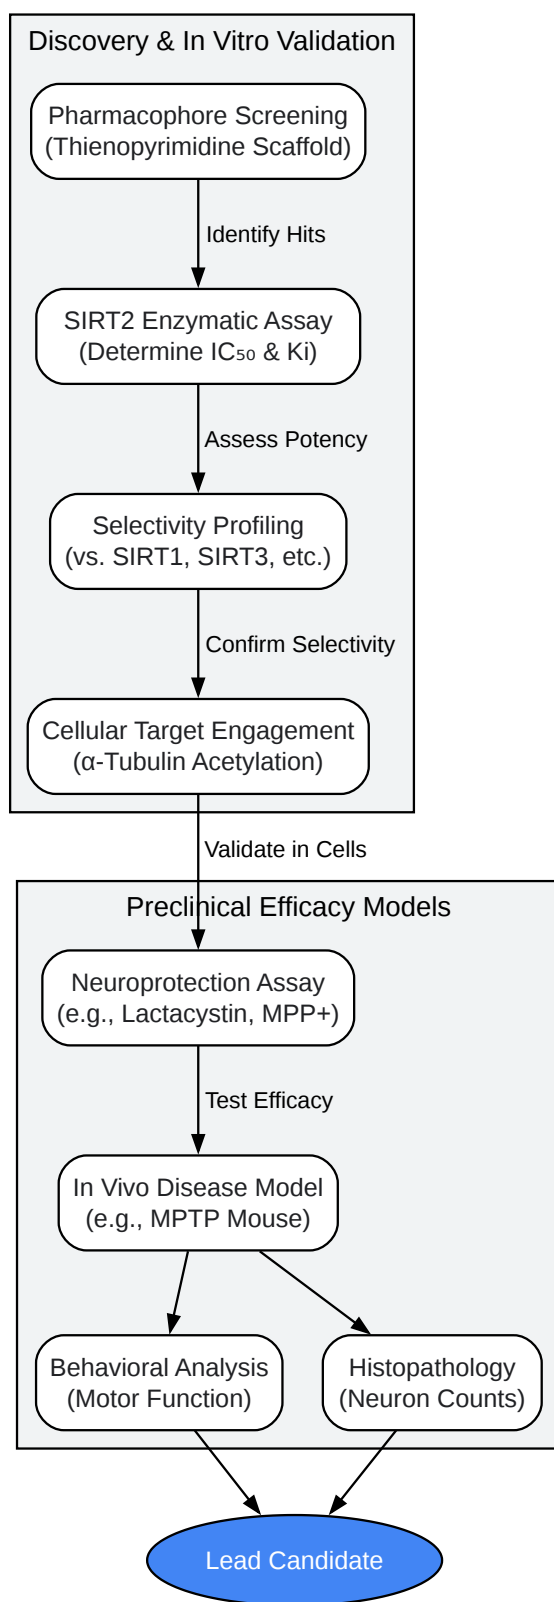 Discovery & In Vitro Validation
Pharmacophore Screening
(Thienopyrimidine Scaffold)
Identify Hits
SIRT2 Enzymatic Assay
(Determine IC₅₀ & Ki)
Assess Potency
Selectivity Profiling
(vs. SIRT1, SIRT3, etc.)
Confirm Selectivity
Cellular Target Engagement
(α-Tubulin Acetylation)
Validate in Cells
Preclinical Efficacy Models
Neuroprotection Assay
(e.g., Lactacystin, MPP+)
Test Efficacy
In Vivo Disease Model
(e.g., MPTP Mouse)
Behavioral Analysis
(Motor Function)
Histopathology
(Neuron Counts)
Lead Candidate